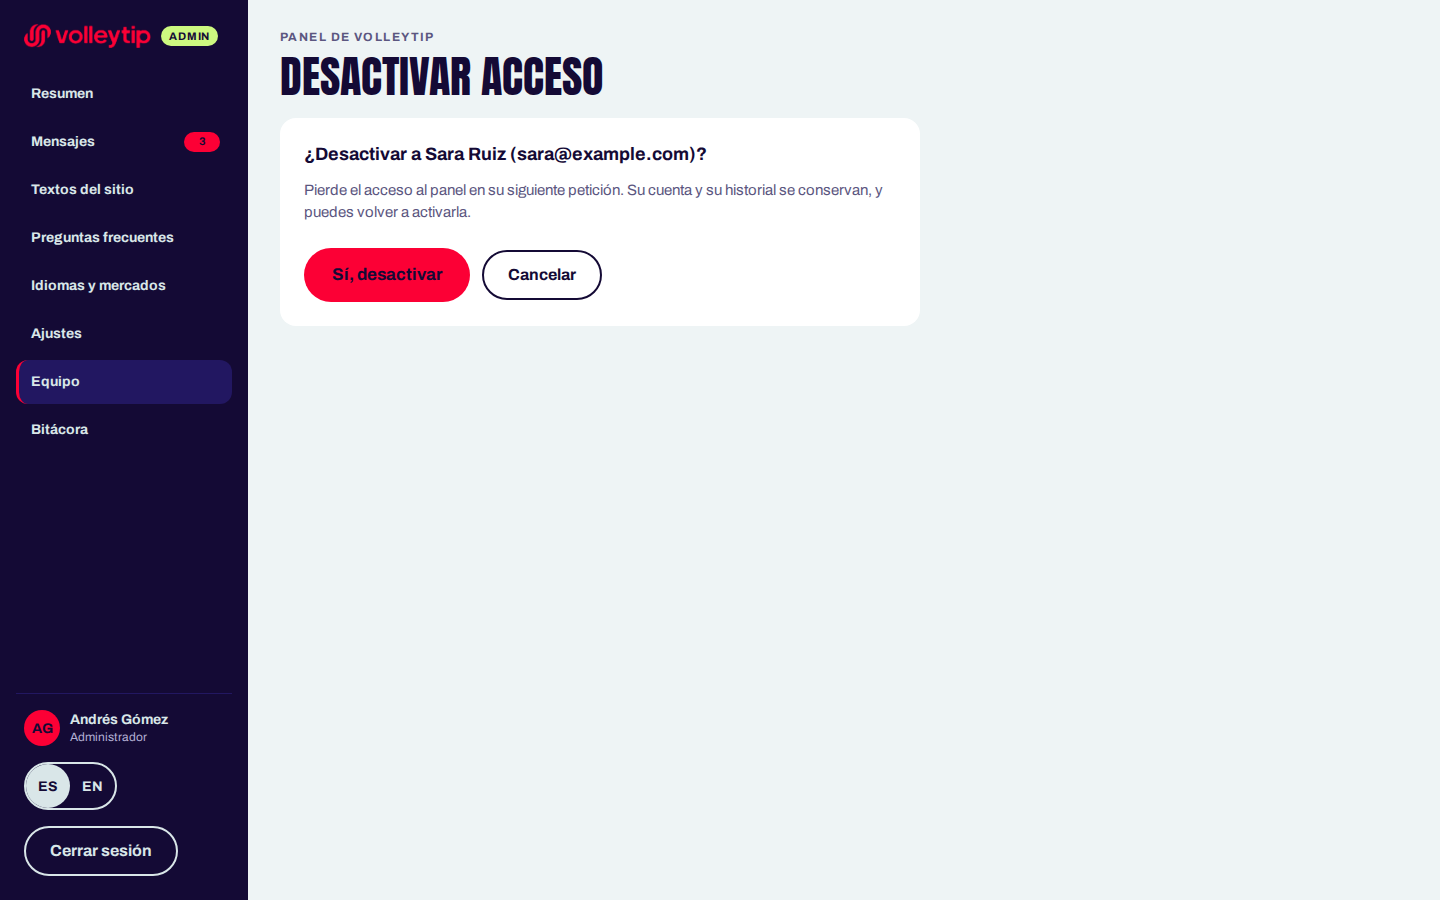 volleytip ADMIN
Resumen
Mensajes 3
Textos del sitio
Preguntas frecuentes
Idiomas y mercados
Ajustes
Equipo
Bitácora
AG Andrés Gómez
Administrador
ES EN
Cerrar sesión
PANEL DE VOLLEYTIP
DESACTIVAR ACCESO
¿Desactivar a Sara Ruiz (sara@example.com)?
Pierde el acceso al panel en su siguiente petición. Su cuenta y su historial se conservan, y
puedes volver a activarla.
Sí, desactivar Cancelar